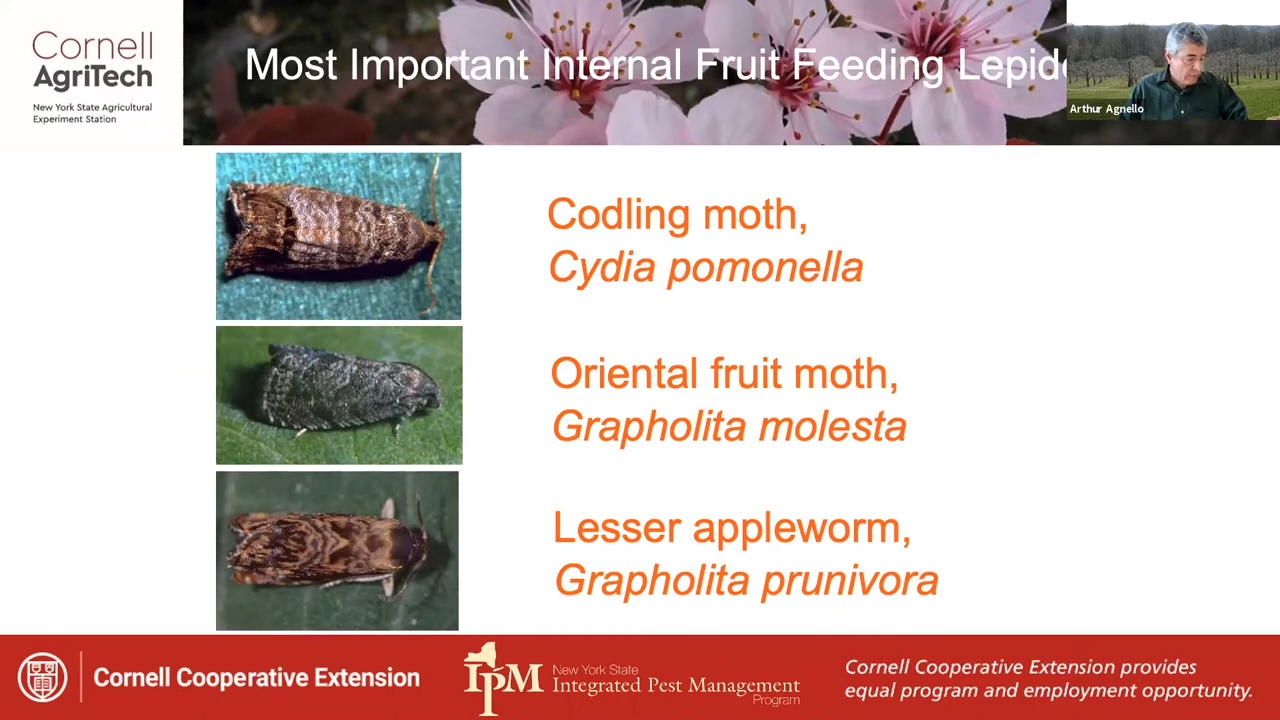 Cornell
AgriTech
New York State Agricultural
Experiment Station
Most Important Internal Fruit Feeding Lepid
Arthur Agnello
Codling moth,
Cydia pomonella
Oriental fruit moth,
Grapholita molesta
Lesser appleworm,
Grapholita prunivora
Cornell Cooperative Extension
IPM
New York State
Integrated Pest Management
Program
Cornell Cooperative Extension provides
equal program and employment opportunity.